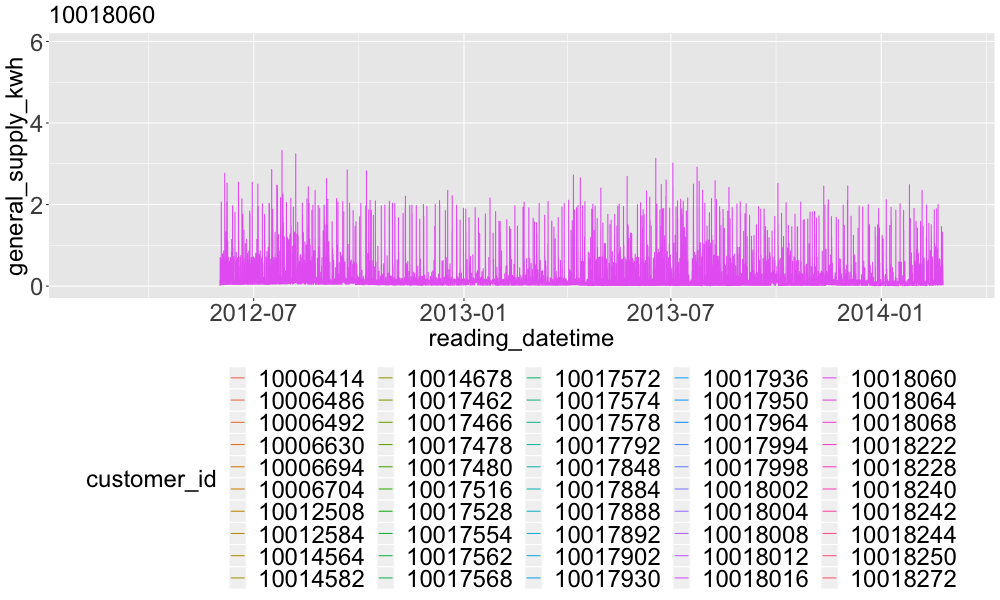 10018060
general_supply_kwh
6
4
2
0
2012-07 2013-01 2013-07 2014-01
reading_datetime
customer_id
10006414 10014678 10017572 10017936 10018060
10006486 10017462 10017574 10017950 10018064
10006492 10017466 10017578 10017964 10018068
10006630 10017478 10017792 10017994 10018222
10006694 10017480 10017848 10017998 10018228
10006704 10017516 10017884 10018002 10018240
10012508 10017528 10017888 10018004 10018242
10012584 10017554 10017892 10018008 10018244
10014564 10017562 10017902 10018012 10018250
10014582 10017568 10017930 10018016 10018272